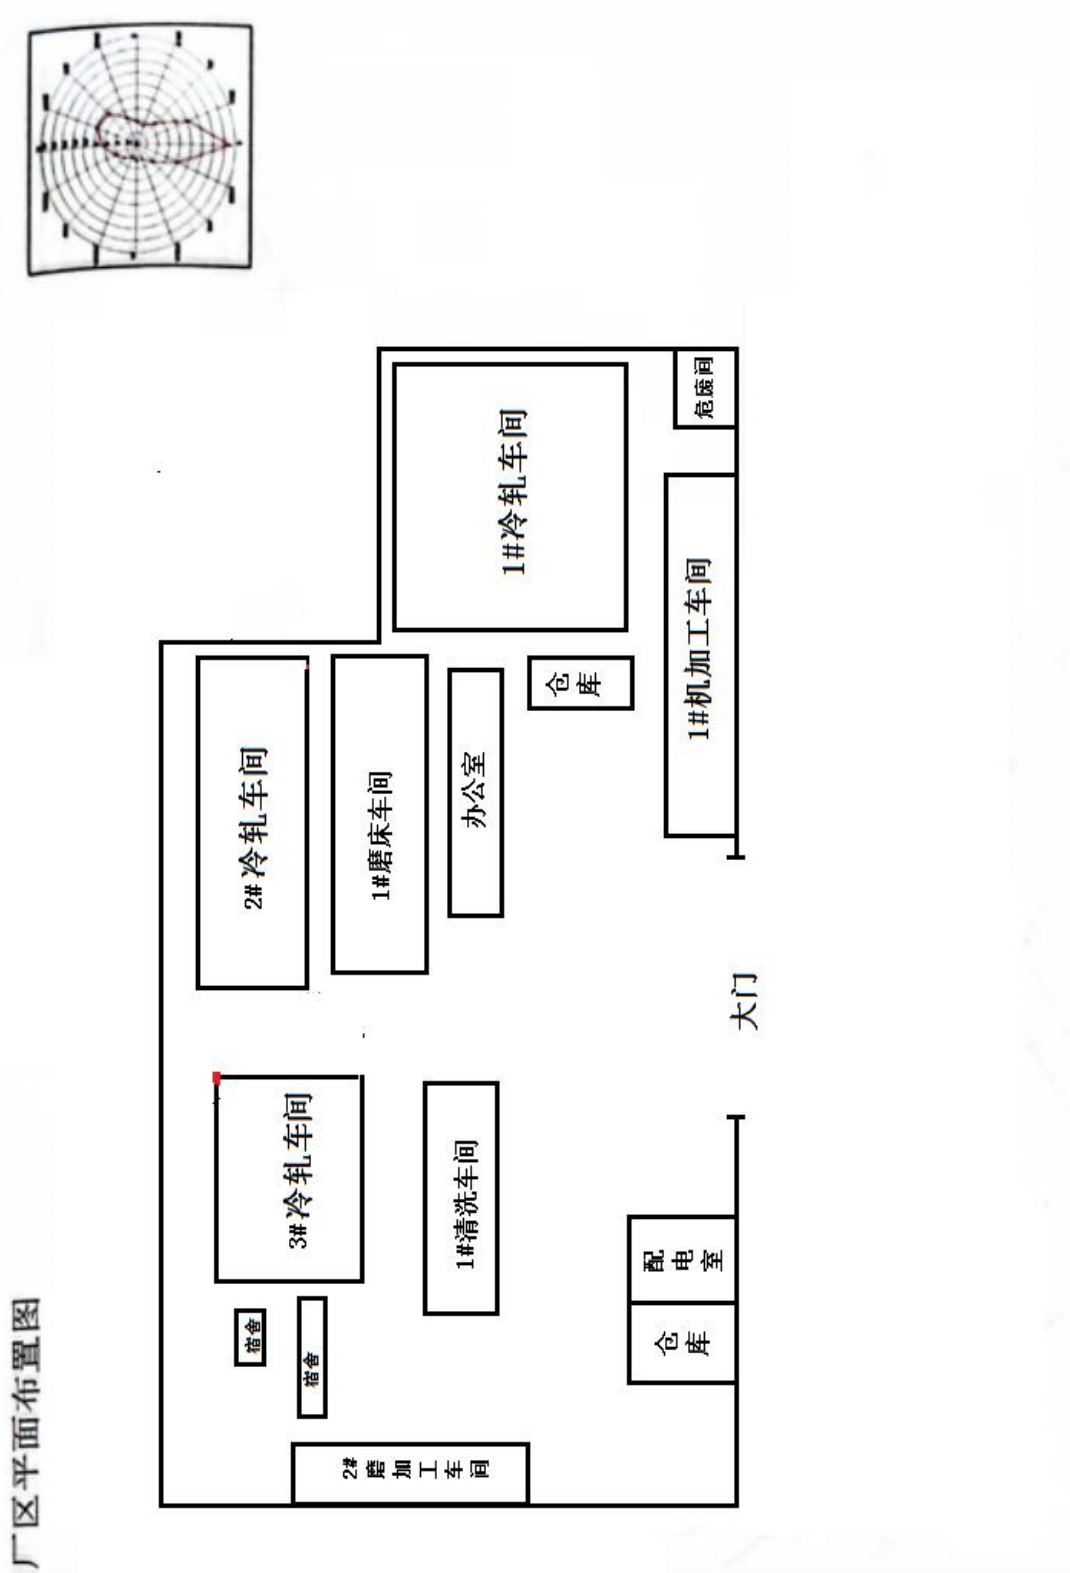 厂区平面布置图
2#冷轧车间
3#冷轧车间
宿舍
宿舍
1#磨床车间
2#磨加工车间
1#清洗车间
办公室
1#冷轧车间
仓库
危废间
1#机加工车间
配电室
仓库
大门